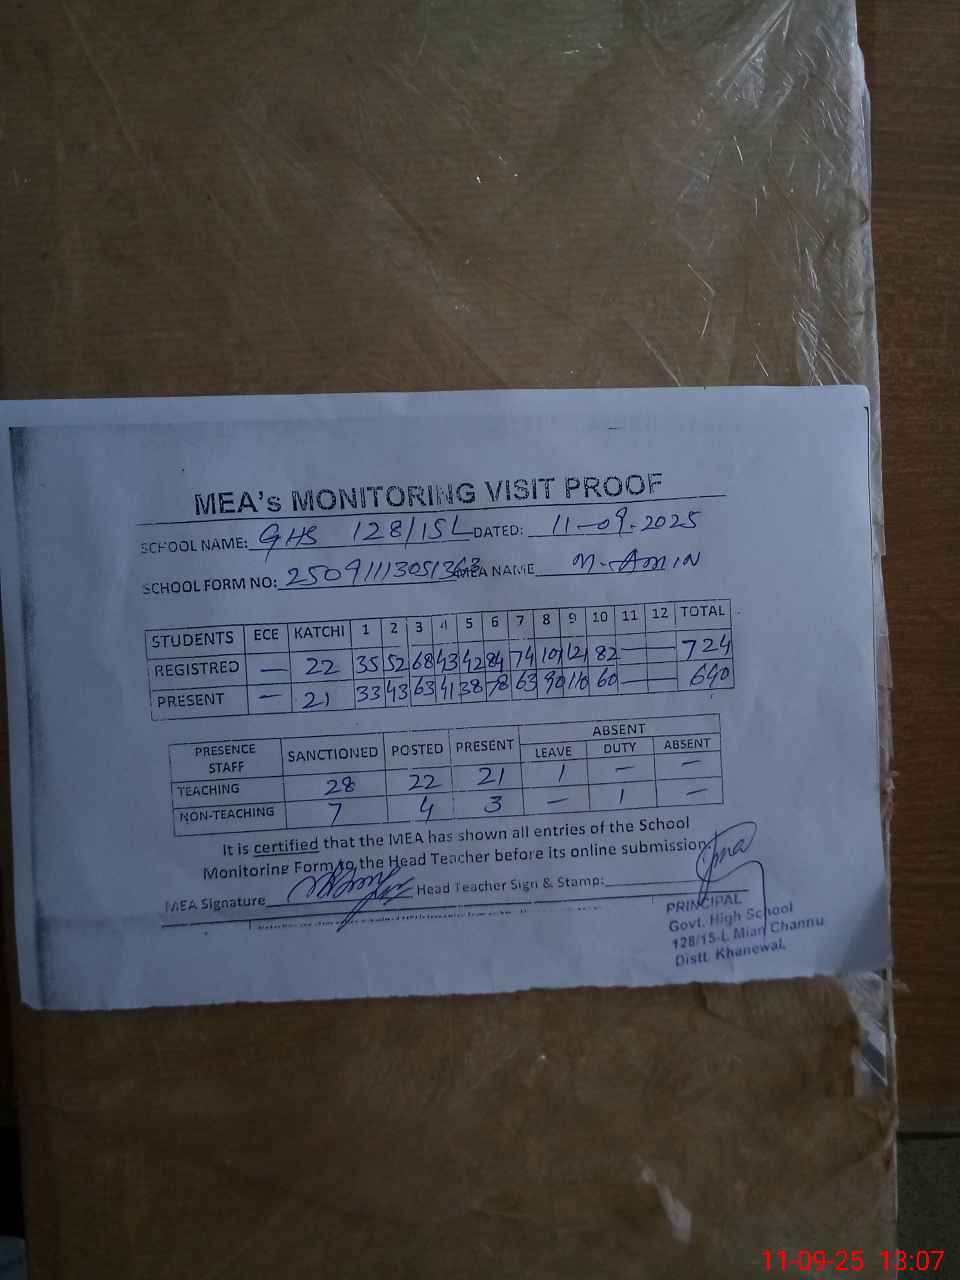 MEA's MONITORING VISIT PROOF
SCHOOL NAME: GHS 128/15L DATED: 11-09-2025
SCHOOL FORM NO: 25091113051363 MEA NAME M. AMIN
STUDENTS ECE KATCHI 1 2 3 4 5 6 7 8 9 10 11 12 TOTAL
REGISTRED — 22 35 52 68 43 42 84 74 101 121 82 — — 724
PRESENT — 21 33 43 63 41 38 78 63 90 110 60 — — 640
PRESENCE STAFF SANCTIONED POSTED PRESENT ABSENT
LEAVE DUTY ABSENT
TEACHING 28 22 21 1 — —
NON-TEACHING 7 4 3 — 1 —
It is certified that the MEA has shown all entries of the School
Monitoring Form to the Head Teacher before its online submission.
MEA Signature Head Teacher Sign & Stamp:
PRINCIPAL
Govt. High School
128/15-L Mian Channu
Distt. Khanewal.
11-09-25 13:07